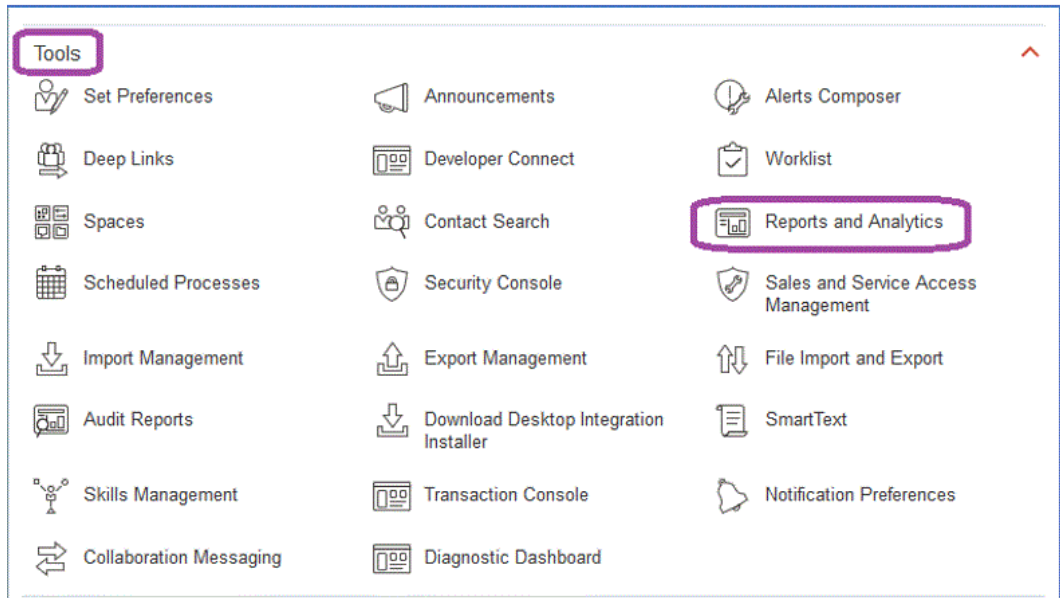 Tools
Set Preferences
Announcements
Alerts Composer
Deep Links
Developer Connect
Worklist
Spaces
Contact Search
Reports and Analytics
Scheduled Processes
Security Console
Sales and Service Access
Management
Import Management
Export Management
File Import and Export
Audit Reports
Download Desktop Integration
Installer
SmartText
Skills Management
Transaction Console
Notification Preferences
Collaboration Messaging
Diagnostic Dashboard